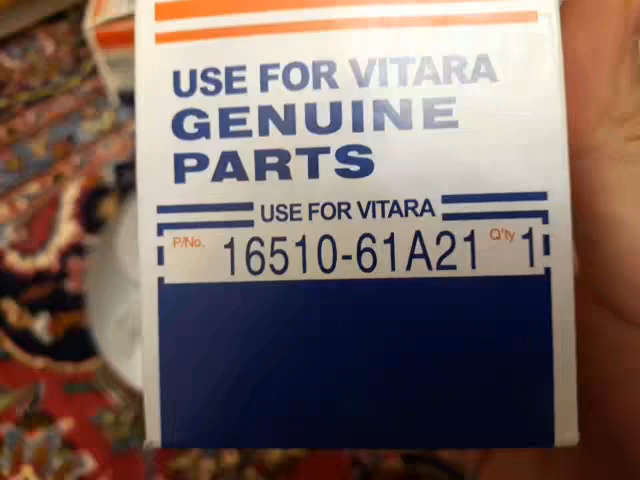 USE FOR VITARA
GENUINE
PARTS
USE FOR VITARA
P/No. 16510-61A21 Q'ty 1